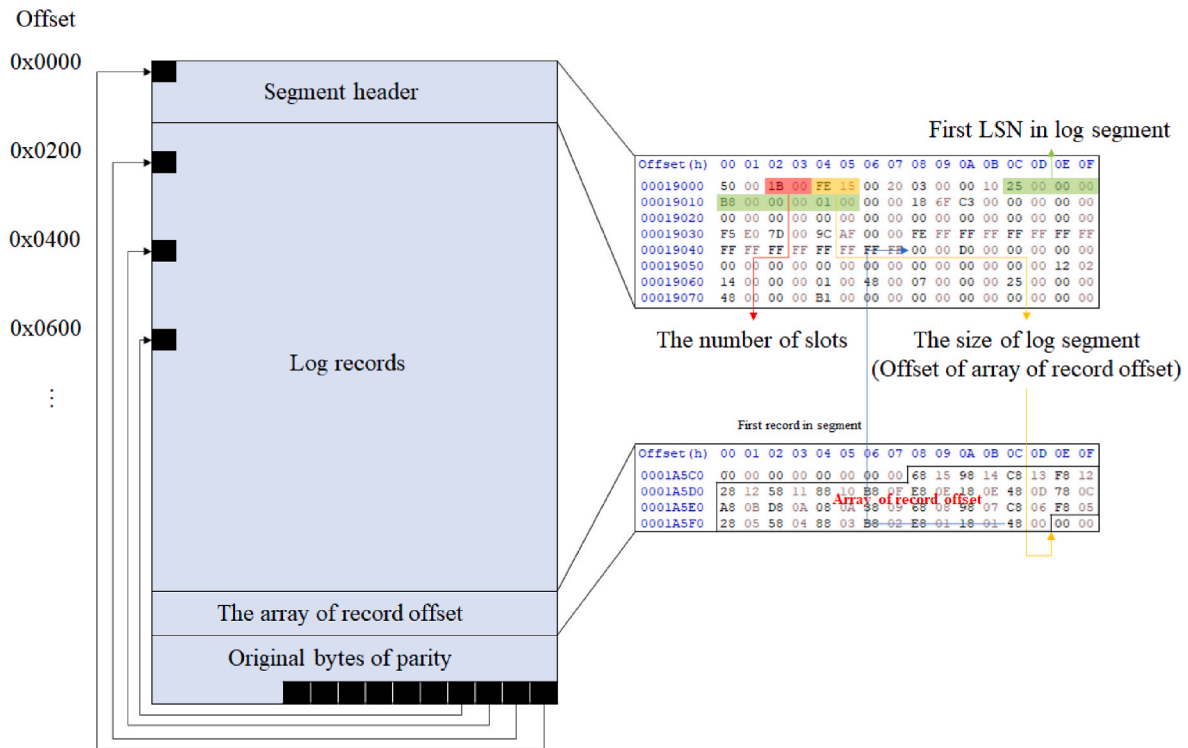 Offset
0x0000
Segment header
0x0200
0x0400
0x0600
⋮
Log records
The array of record offset
Original bytes of parity
First LSN in log segment
Offset(h) 00 01 02 03 04 05 06 07 08 09 0A 0B 0C 0D 0E 0F
00019000 50 00 1B 00 FE 15 00 20 03 00 00 10 25 00 00 00
00019010 B8 00 00 00 01 00 00 00 18 6F C3 00 00 00 00 00
00019020 00 00 00 00 00 00 00 00 00 00 00 00 00 00 00 00
00019030 F5 E0 7D 00 9C AF 00 00 FE FF FF FF FF FF FF FF
00019040 FF FF FF FF FF FF FF FF 00 00 D0 00 00 00 00 00
00019050 00 00 00 00 00 00 00 00 00 00 00 00 00 00 12 02
00019060 14 00 00 00 01 00 48 00 07 00 00 00 25 00 00 00
00019070 48 00 00 00 B1 00 00 00 00 00 00 00 00 00 00 00
The number of slots
The size of log segment
(Offset of array of record offset)
First record in segment
Offset(h) 00 01 02 03 04 05 06 07 08 09 0A 0B 0C 0D 0E 0F
0001A5C0 00 00 00 00 00 00 00 00 68 15 98 14 C8 13 F8 12
0001A5D0 28 12 58 11 88 10 B8 0F E8 0E 18 0E 48 0D 78 0C
Array of record offset
0001A5E0 A8 0B D8 0A 08 0A 38 09 68 08 98 07 C8 06 F8 05
0001A5F0 28 05 58 04 88 03 B8 02 E8 01 18 01 48 00 00 00